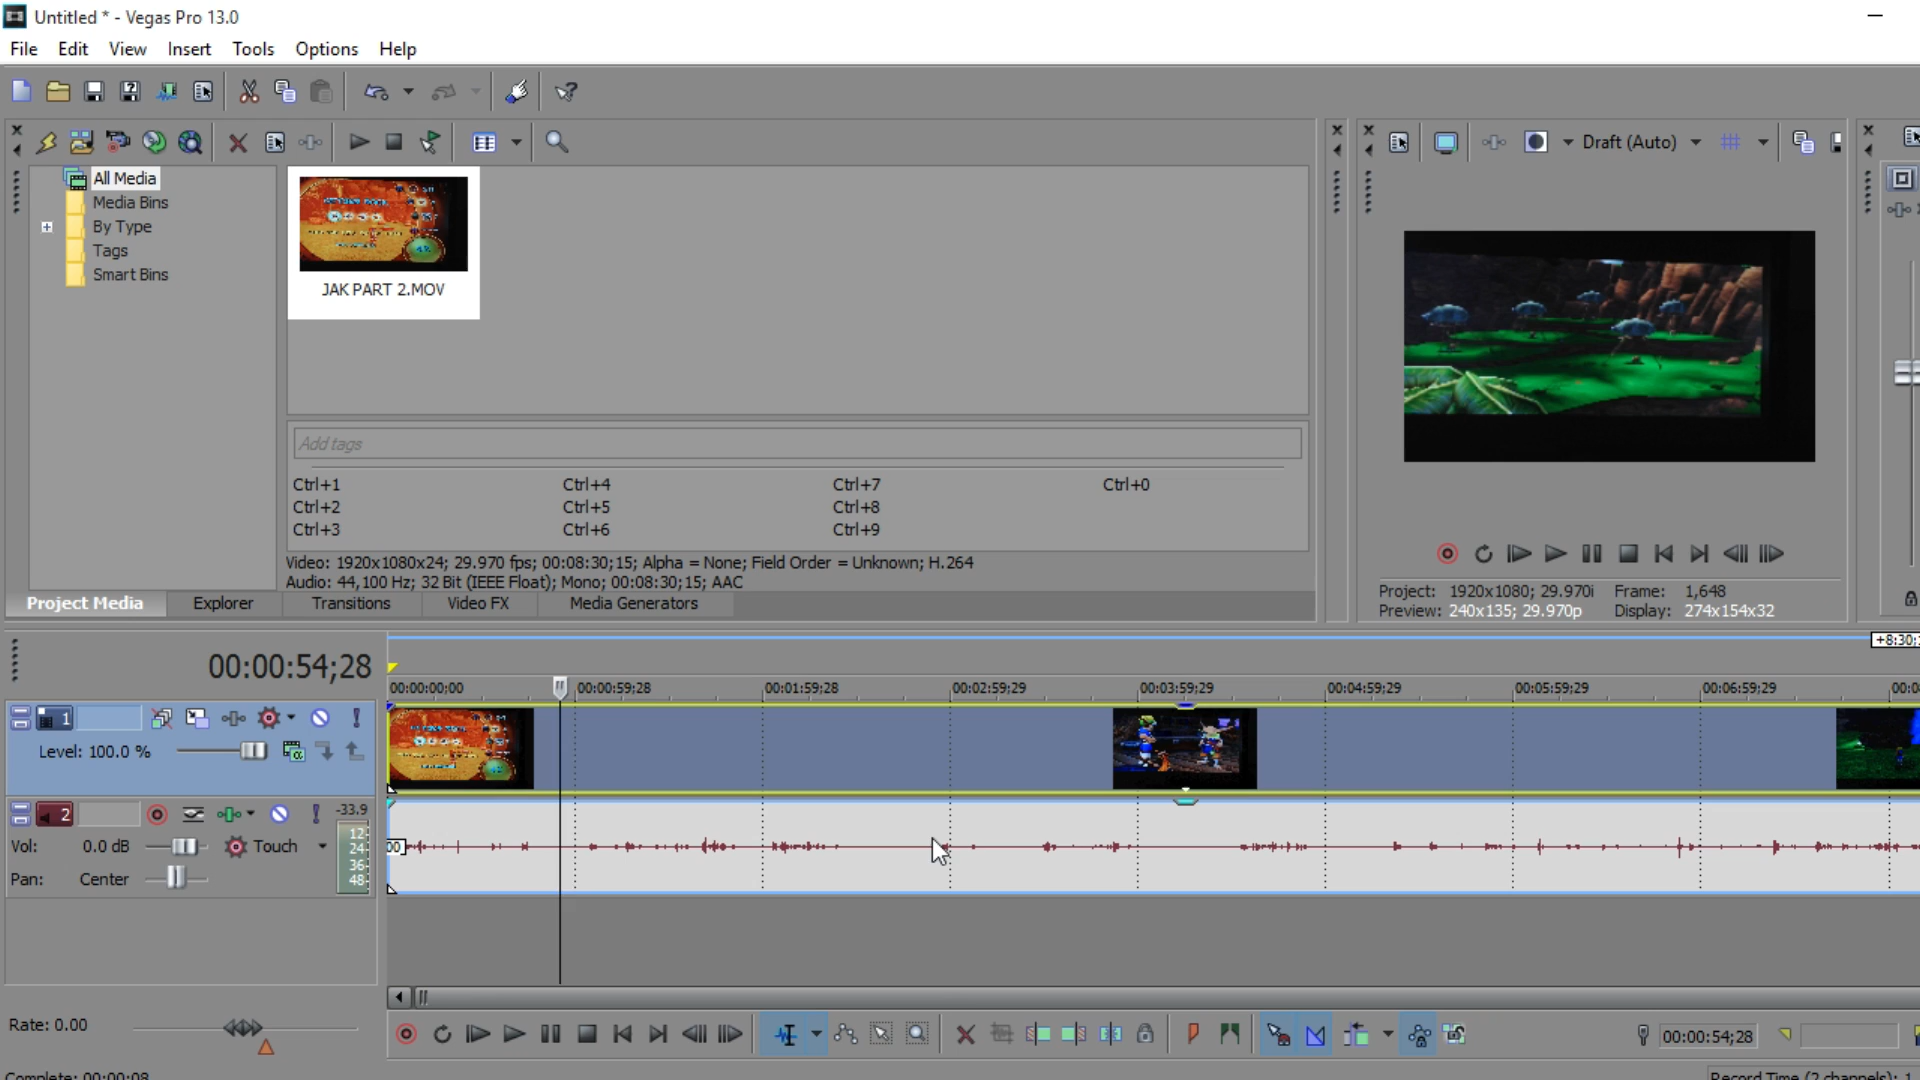 Untitled * - Vegas Pro 13.0
File Edit View Insert Tools Options Help
Draft (Auto)
All Media
Media Bins
By Type
Tags
Smart Bins
JAK PART 2.MOV
Add tags
Ctrl+1 Ctrl+4 Ctrl+7 Ctrl+0
Ctrl+2 Ctrl+5 Ctrl+8
Ctrl+3 Ctrl+6 Ctrl+9
Video: 1920x1080x24; 29.970 fps; 00:08:30;15; Alpha = None; Field Order = Unknown; H.264
Audio: 44,100 Hz; 32 Bit (IEEE Float); Mono; 00:08:30;15; AAC
Project Media Explorer Transitions Video FX Media Generators
Project: 1920x1080; 29.970i Frame: 1,648
Preview: 240x135; 29.970p Display: 274x154x32
+8:30;
00:00:54;28
00:00:00;00 00:00:59;28 00:01:59;28 00:02:59;29 00:03:59;29 00:04:59;29 00:05:59;29 00:06:59;29 00:0
1
Level: 100.0 %
2 -33.9
12
24
36
48
Vol: 0.0 dB Touch
Pan: Center
Rate: 0.00
00:00:54;28
Complete: 00:00:08
Record Time (2 channels): 1